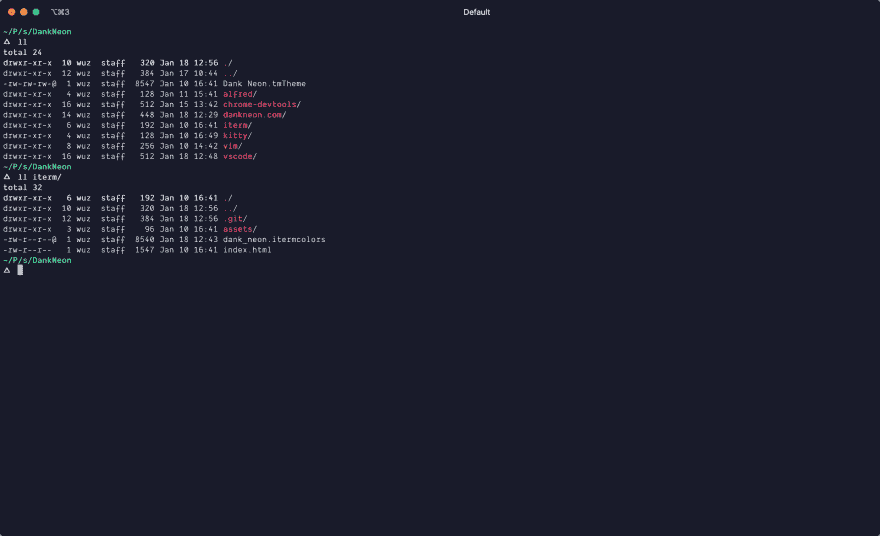 ⌥⌘3 Default
~/P/s/DankNeon
△ ll
total 24
drwxr-xr-x 10 wuz staff 320 Jan 18 12:56 ./
drwxr-xr-x 12 wuz staff 384 Jan 17 10:44 ../
-rw-rw-rw-@ 1 wuz staff 8547 Jan 10 16:41 Dank Neon.tmTheme
drwxr-xr-x 4 wuz staff 128 Jan 11 15:41 alfred/
drwxr-xr-x 16 wuz staff 512 Jan 15 13:42 chrome-devtools/
drwxr-xr-x 14 wuz staff 448 Jan 18 12:29 dankneon.com/
drwxr-xr-x 6 wuz staff 192 Jan 10 16:41 iterm/
drwxr-xr-x 4 wuz staff 128 Jan 10 16:49 kitty/
drwxr-xr-x 8 wuz staff 256 Jan 10 14:42 vim/
drwxr-xr-x 16 wuz staff 512 Jan 18 12:48 vscode/
~/P/s/DankNeon
△ ll iterm/
total 32
drwxr-xr-x 6 wuz staff 192 Jan 10 16:41 ./
drwxr-xr-x 10 wuz staff 320 Jan 18 12:56 ../
drwxr-xr-x 12 wuz staff 384 Jan 18 12:56 .git/
drwxr-xr-x 3 wuz staff 96 Jan 10 16:41 assets/
-rw-r--r--@ 1 wuz staff 8540 Jan 18 12:43 dank_neon.itermcolors
-rw-r--r-- 1 wuz staff 1547 Jan 10 16:41 index.html
~/P/s/DankNeon
△